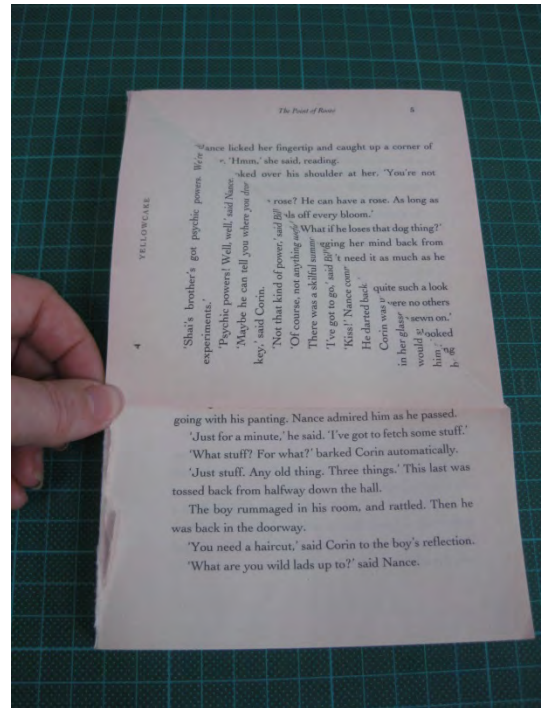 The Point of Roses
5
ance licked her fingertip and caught up a corner of
'Hmm,' she said, reading.
ked over his shoulder at her. 'You're not
rose? He can have a rose. As long as
ls off every bloom.'
What if he loses that dog thing?'
ging her mind back from
't need it as much as he
quite such a look
ere no others
sewn on.'
ooked
ng
YELLOWCAKE
4
'Shai's brother's got psychic powers. We're
experiments.'
'Psychic powers! Well, well,' said Nance.
'Maybe he can tell you where you
key,' said Corin.
'Not that kind of power,' said Bill
'Of course, not anything
There was a skilful
'I've got to go,' said
'Kiss!' Nance
He darted back
Corin was
in her
would
him
going with his panting. Nance admired him as he passed.
'Just for a minute,' he said. 'I've got to fetch some stuff.'
'What stuff? For what?' barked Corin automatically.
'Just stuff. Any old thing. Three things.' This last was
tossed back from halfway down the hall.
The boy rummaged in his room, and rattled. Then he
was back in the doorway.
'You need a haircut,' said Corin to the boy's reflection.
'What are you wild lads up to?' said Nance.